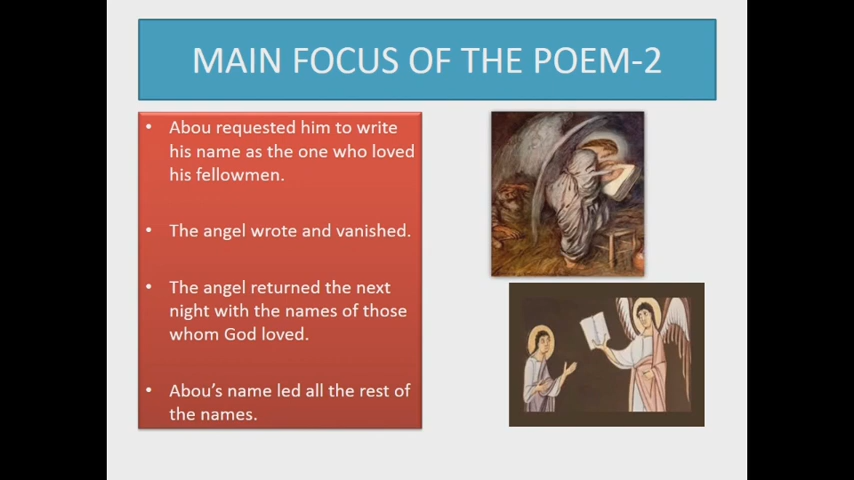 MAIN FOCUS OF THE POEM-2
• Abou requested him to write
his name as the one who loved
his fellowmen.
• The angel wrote and vanished.
• The angel returned the next
night with the names of those
whom God loved.
• Abou’s name led all the rest of
the names.